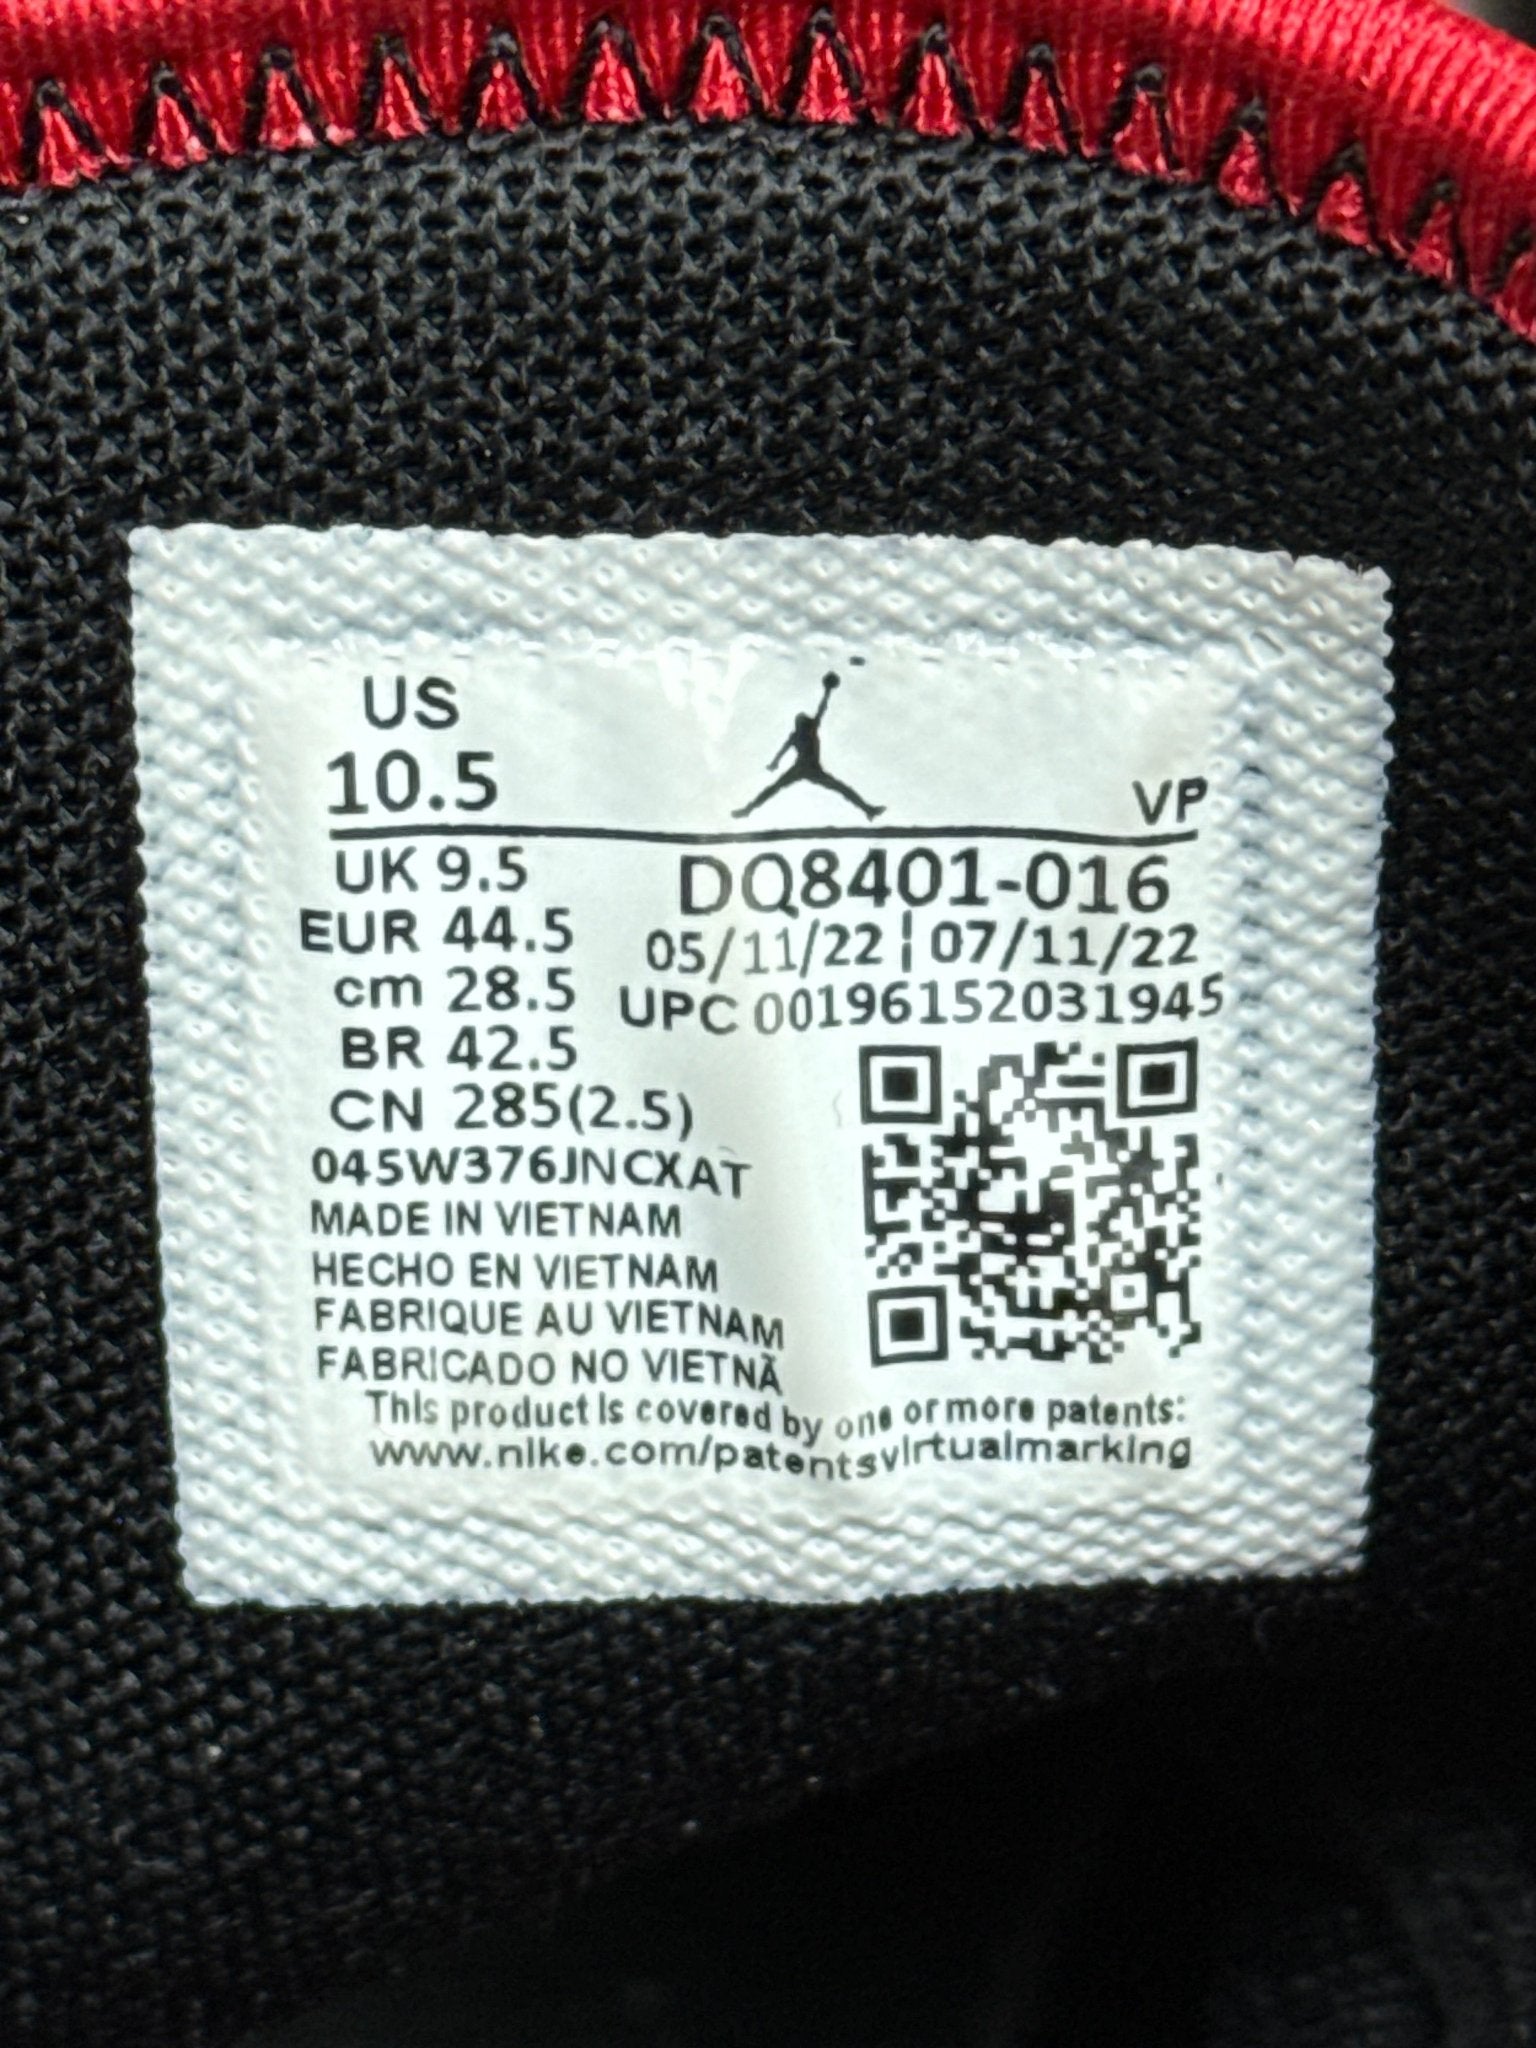 US
10.5
VP
UK 9.5
DQ8401-016
EUR 44.5
05/11/22 | 07/11/22
cm 28.5
UPC 00196152031945
BR 42.5
CN 285(2.5)
045W376JNCXAT
MADE IN VIETNAM
HECHO EN VIETNAM
FABRIQUE AU VIETNAM
FABRICADO NO VIETNÃ
This product is covered by one or more patents:
www.nike.com/patentsvirtualmarking